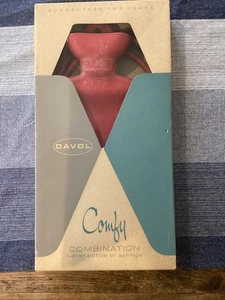 GUARANTEED TWO YEARS
DAVOL
Comfy
COMBINATION
water bottle or syringe